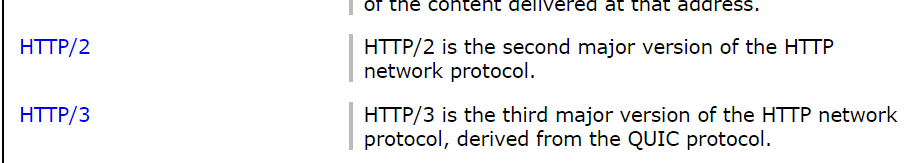 of the content delivered at that address.
HTTP/2
HTTP/2 is the second major version of the HTTP
network protocol.
HTTP/3
HTTP/3 is the third major version of the HTTP network
protocol, derived from the QUIC protocol.